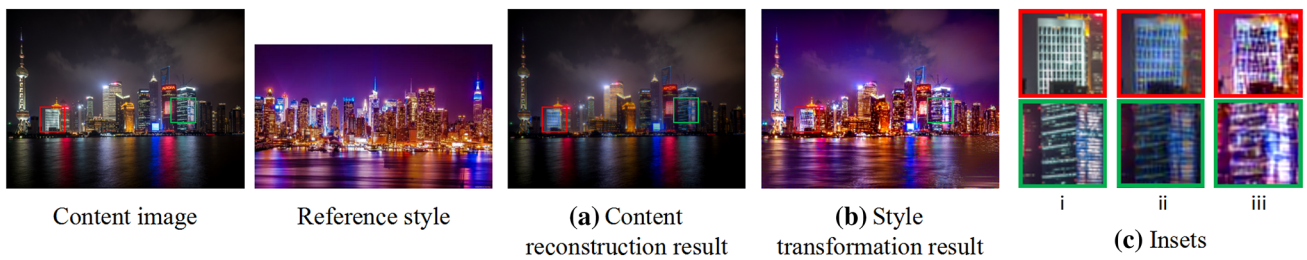 Content image
Reference style
(a) Content
reconstruction result
(b) Style
transformation result
i
ii
iii
(c) Insets